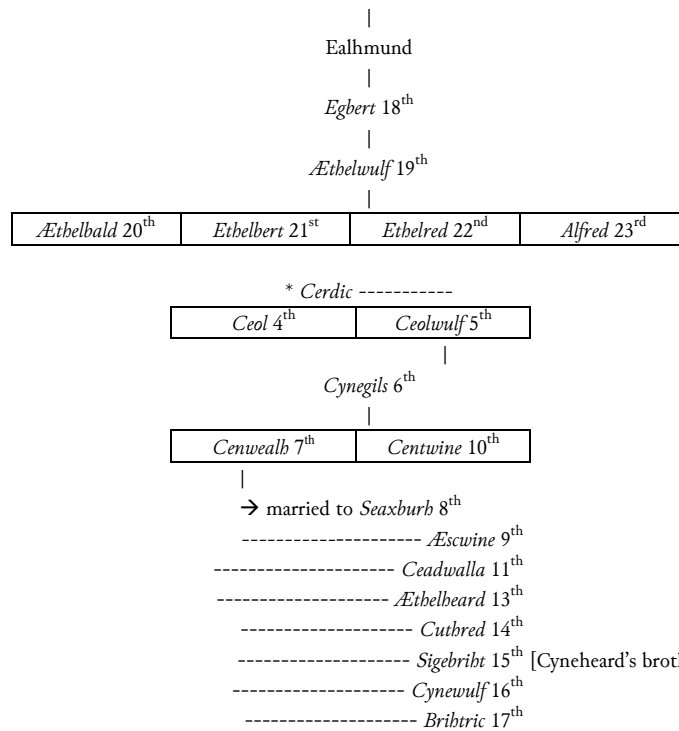 Ealhmund
Egbert 18th
Æthelwulf 19th
Æthelbald 20th Ethelbert 21st Ethelred 22nd Alfred 23rd
* Cerdic -----------
Ceol 4th Ceolwulf 5th
Cynegils 6th
Cenwealh 7th Centwine 10th
→ married to Seaxburh 8th
--------------------- Æscwine 9th
--------------------- Ceadwalla 11th
-------------------- Æthelheard 13th
-------------------- Cuthred 14th
-------------------- Sigebriht 15th [Cyneheard's
-------------------- Cynewulf 16th
-------------------- Brihtric 17th